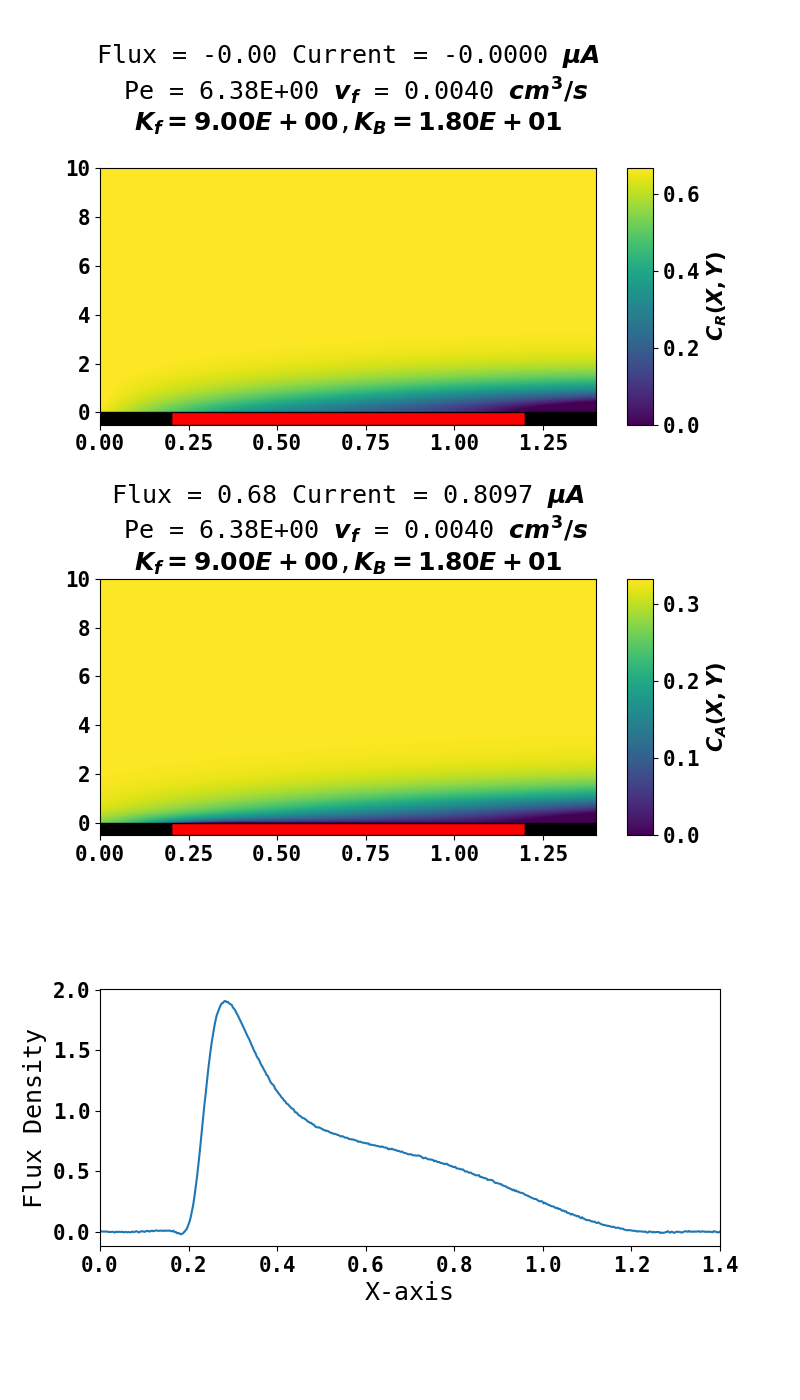 Flux = -0.00 Current = -0.0000 μA
Pe = 6.38E+00 v_f = 0.0040 cm³/s
K_f = 9.00E + 00, K_B = 1.80E + 01
10
8
6
4
2
0
0.00 0.25 0.50 0.75 1.00 1.25
0.6
0.4
0.2
0.0
C_R(X, Y)
Flux = 0.68 Current = 0.8097 μA
Pe = 6.38E+00 v_f = 0.0040 cm³/s
K_f = 9.00E + 00, K_B = 1.80E + 01
10
8
6
4
2
0
0.00 0.25 0.50 0.75 1.00 1.25
0.3
0.2
0.1
0.0
C_A(X, Y)
2.0
1.5
1.0
0.5
0.0
Flux Density
0.0 0.2 0.4 0.6 0.8 1.0 1.2 1.4
X-axis